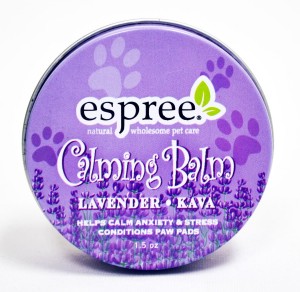 espree®
natural wholesome pet care
Calming Balm
LAVENDER • KAVA
HELPS CALM ANXIETY & STRESS
CONDITIONS PAW PADS
1.5 oz